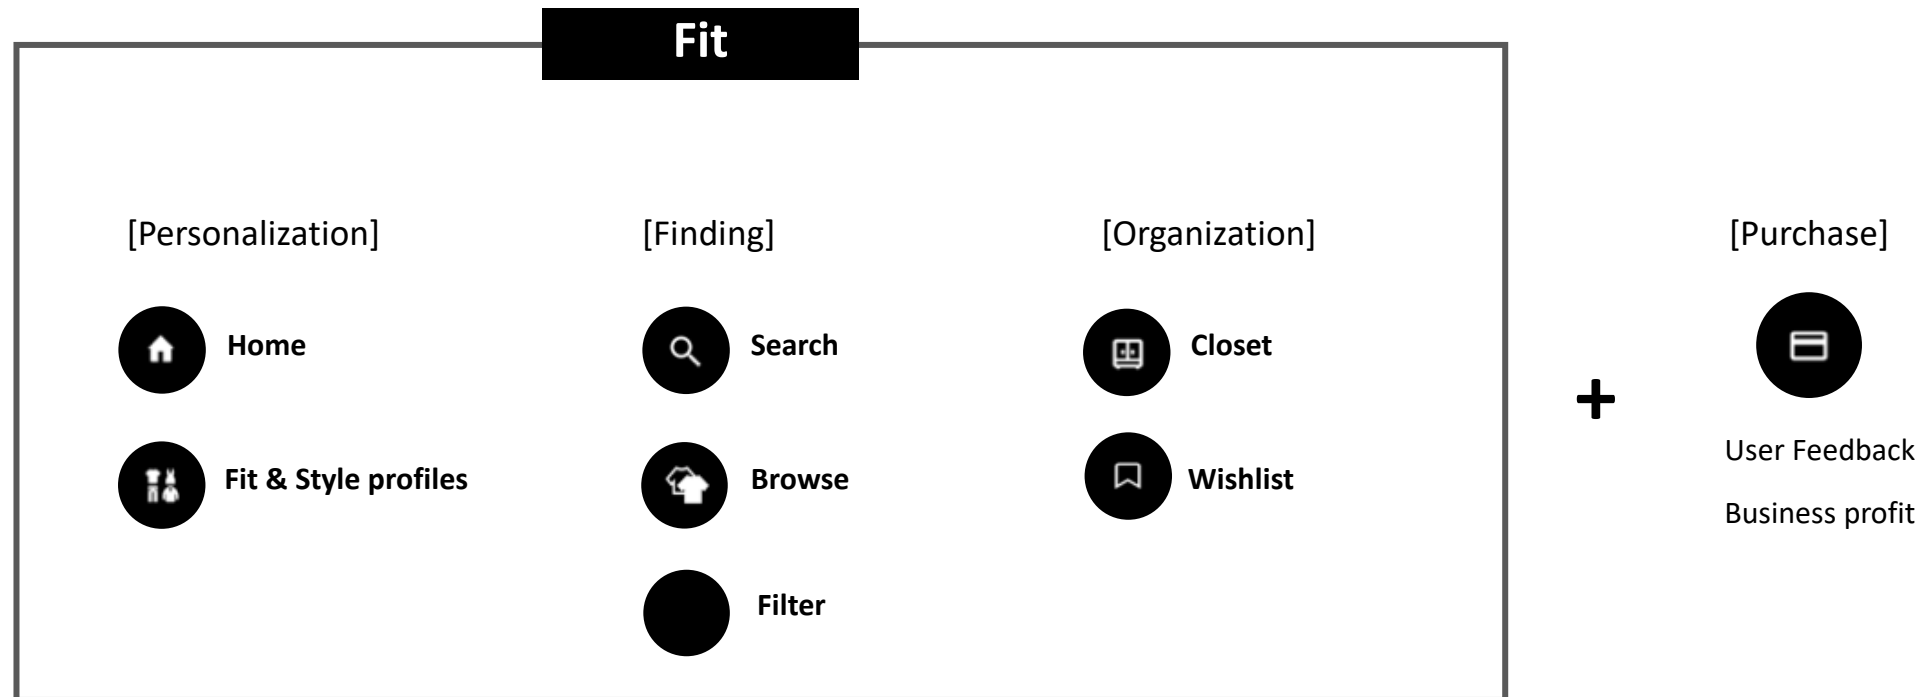 Fit
[Personalization]
Home
Fit & Style profiles
[Finding]
Search
Browse
Filter
[Organization]
Closet
Wishlist
+
[Purchase]
User Feedback
Business profit